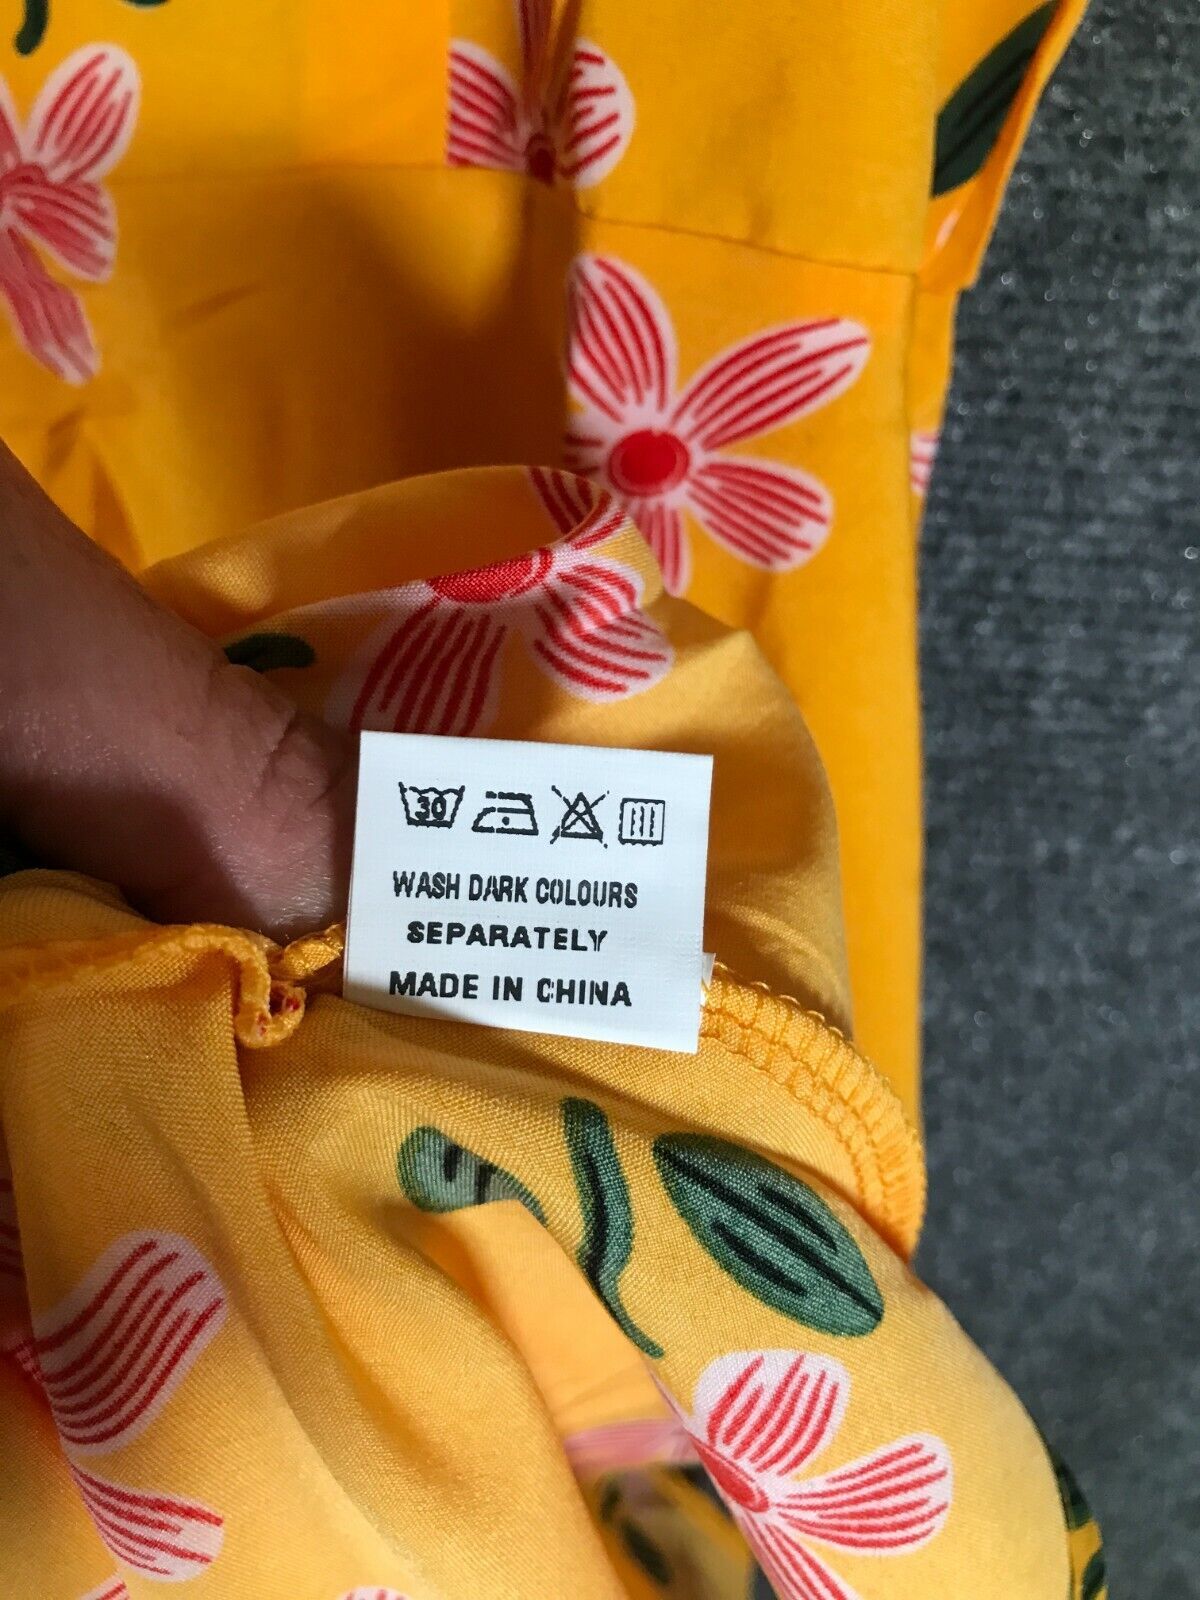 30
WASH DARK COLOURS
SEPARATELY
MADE IN CHINA